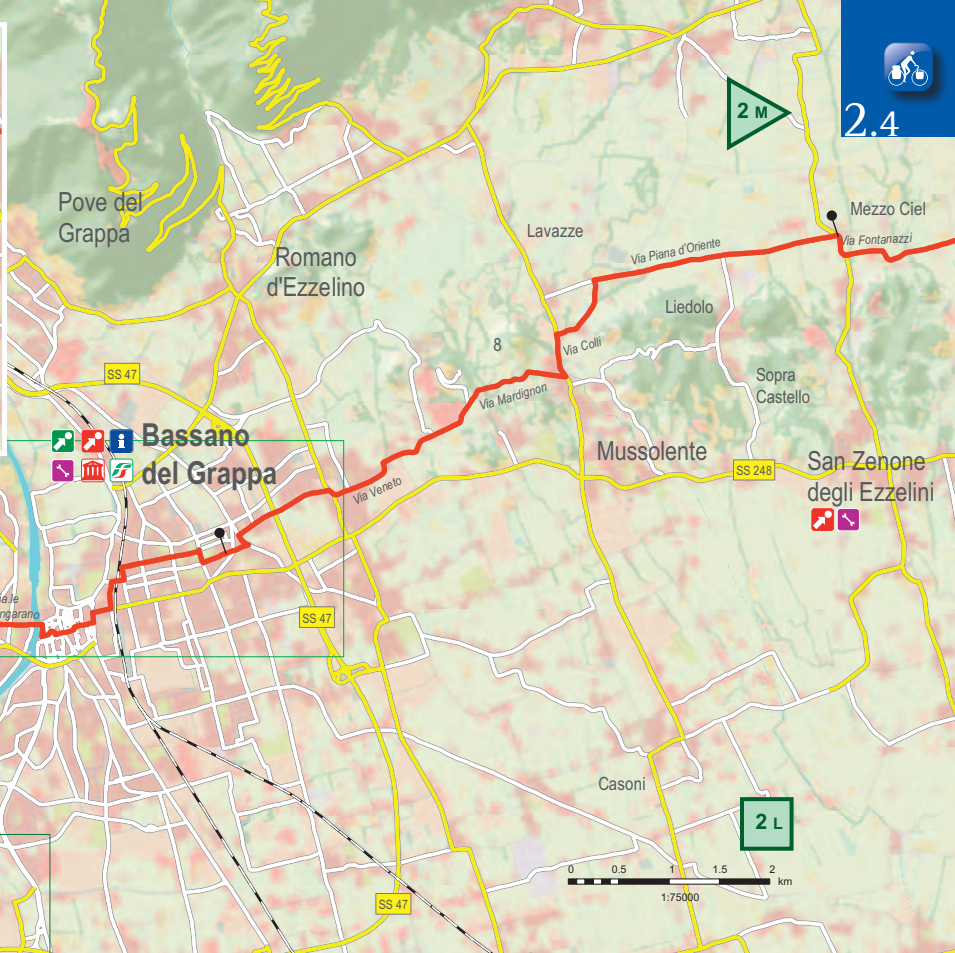 2 M
2.4
Pove del
Grappa
Mezzo Ciel
Lavazze
Via Fontanazzi
Via Piana d'Oriente
Romano
d'Ezzelino
Liedolo
8
Via Colli
SS 47
Sopra
Castello
Via Mardignon
Bassano
del Grappa
Mussolente
San Zenone
degli Ezzelini
SS 248
Via Veneto
SS 47
Casoni
2 L
0 0.5 1 1.5 2
km
1:75000
SS 47